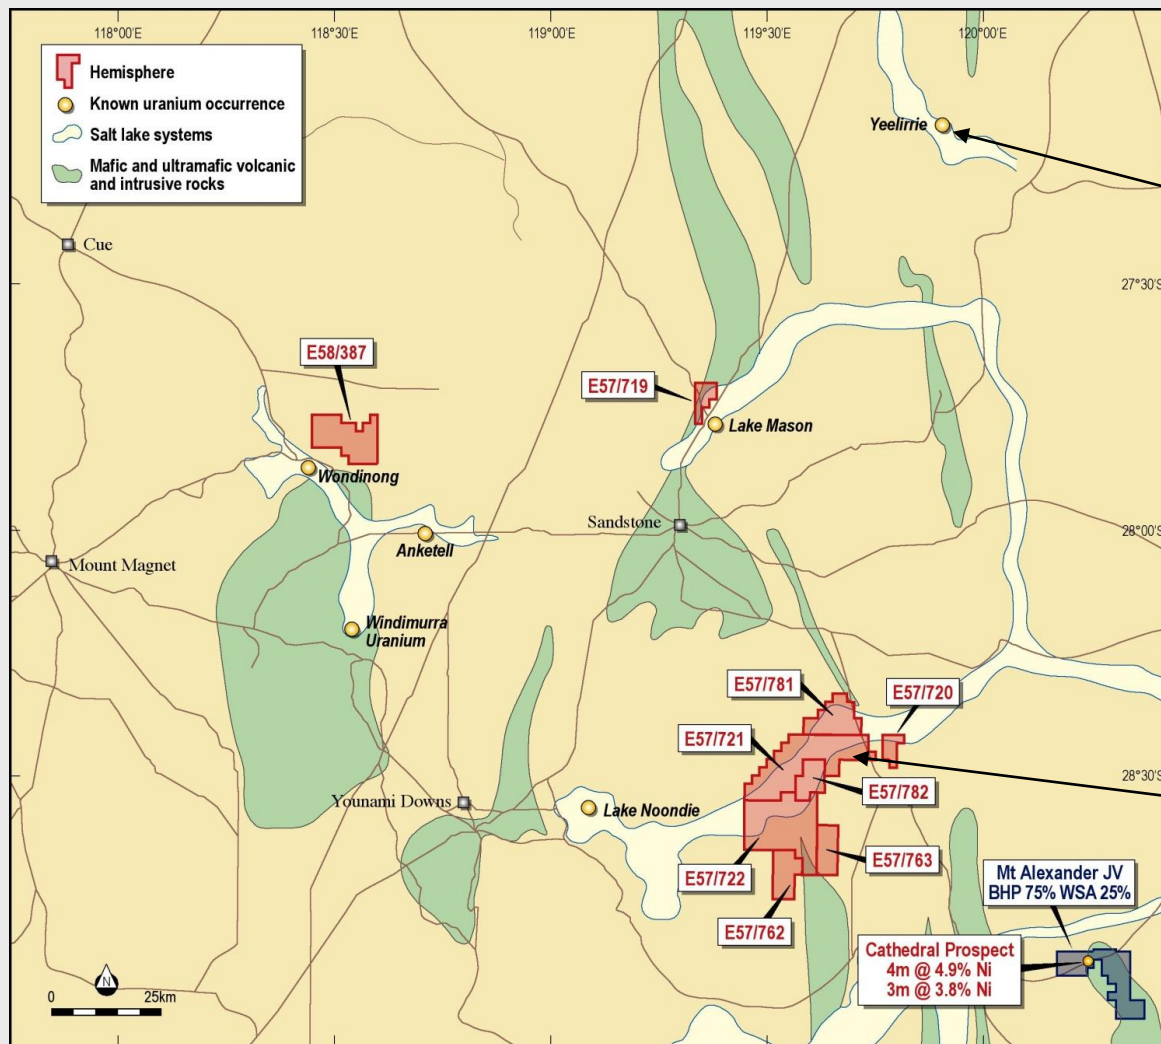 118°00'E
118°30'E
119°00'E
119°30'E
120°00'E
Hemisphere
Known uranium occurrence
Salt lake systems
Mafic and ultramafic volcanic
and intrusive rocks
Yeelirrie
Cue
27°30'S
E58/387
E57/719
Lake Mason
Wondinong
Sandstone
Anketell
28°00'S
Mount Magnet
Windimurra
Uranium
E57/781
E57/720
E57/721
28°30'S
E57/782
Younami Downs
Lake Noondie
E57/763
E57/722
Mt Alexander JV
BHP 75% WSA 25%
E57/762
Cathedral Prospect
4m @ 4.9% Ni
3m @ 3.8% Ni
N
0
25km